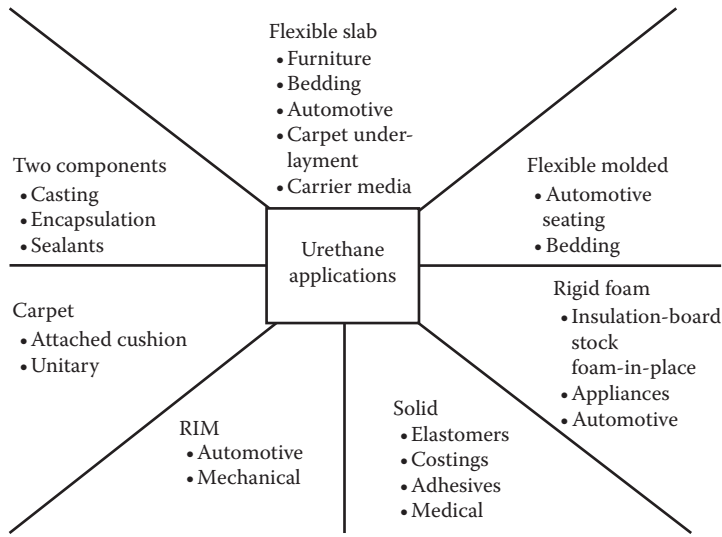 Flexible slab
• Furniture
• Bedding
• Automotive
• Carpet under-
layment
• Carrier media
Two components
• Casting
• Encapsulation
• Sealants
Flexible molded
• Automotive
seating
• Bedding
Urethane
applications
Carpet
• Attached cushion
• Unitary
Rigid foam
• Insulation-board
stock
foam-in-place
• Appliances
• Automotive
RIM
• Automotive
• Mechanical
Solid
• Elastomers
• Costings
• Adhesives
• Medical